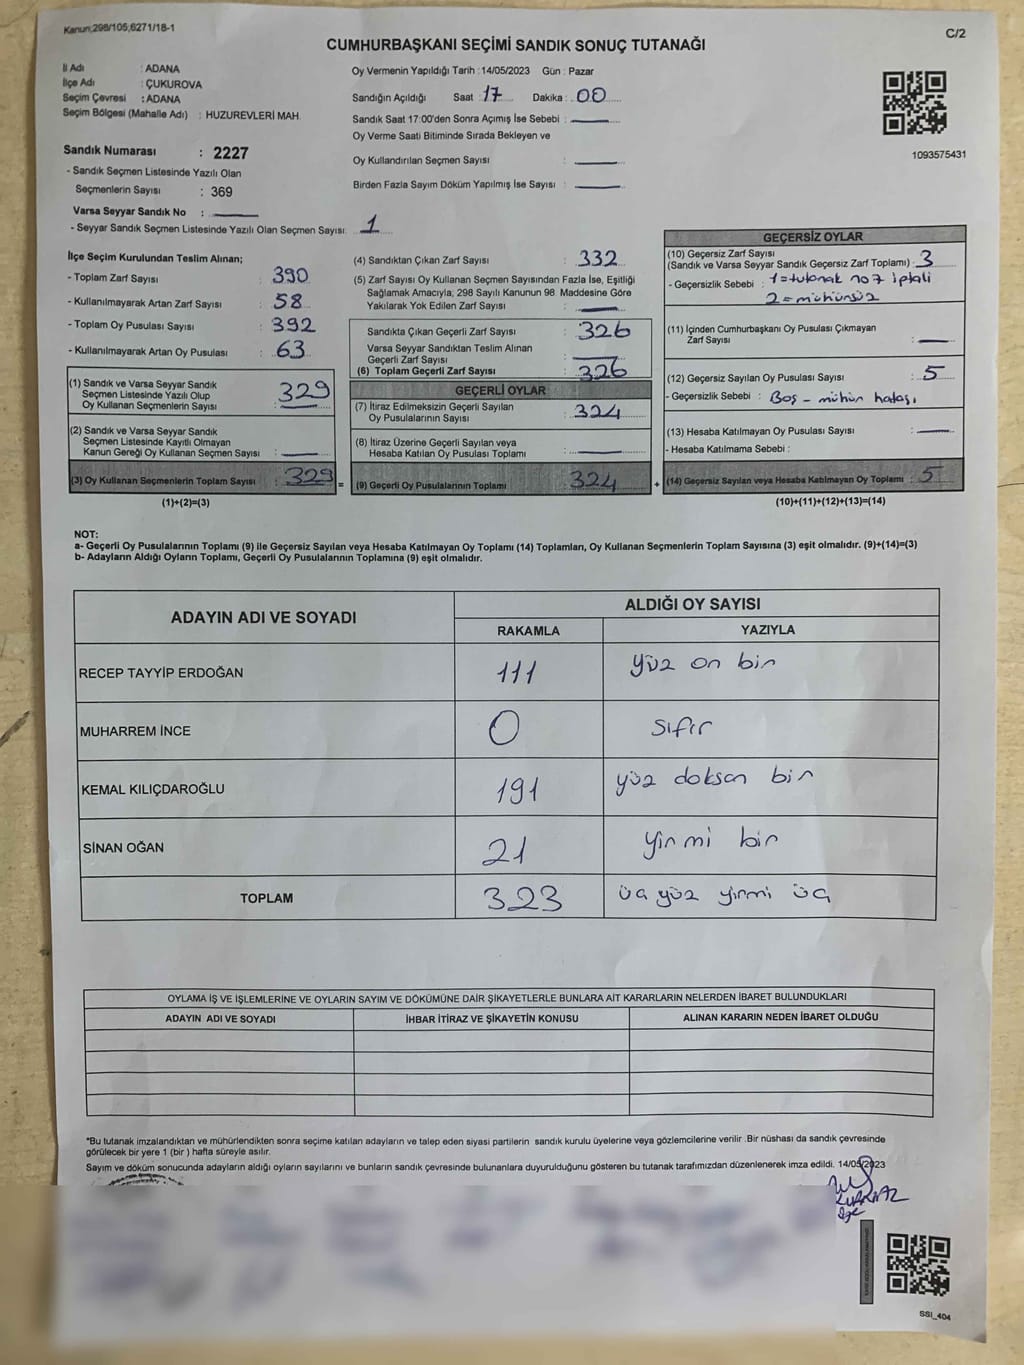 Kanun;298/105;6271/18-1
C/2
CUMHURBAŞKANI SEÇİMİ SANDIK SONUÇ TUTANAĞI
İl Adı : ADANA
İlçe Adı : ÇUKUROVA
Seçim Çevresi : ADANA
Seçim Bölgesi (Mahalle Adı) : HUZUREVLERİ MAH.
Sandık Numarası : 2227
- Sandık Seçmen Listesinde Yazılı Olan
Seçmenlerin Sayısı : 369
Varsa Seyyar Sandık No :
- Seyyar Sandık Seçmen Listesinde Yazılı Olan Seçmen Sayısı: 1
Oy Vermenin Yapıldığı Tarih : 14/05/2023 Gün : Pazar
Sandığın Açıldığı Saat : 17 Dakika : 00
Sandık Saat 17:00'den Sonra Açımış İse Sebebi :
Oy Verme Saati Bitiminde Sırada Bekleyen ve
Oy Kullandırılan Seçmen Sayısı :
Birden Fazla Sayım Döküm Yapılmış İse Sayısı :
1093575431
İlçe Seçim Kurulundan Teslim Alınan;
- Toplam Zarf Sayısı : 390
- Kullanılmayarak Artan Zarf Sayısı : 58
- Toplam Oy Pusulası Sayısı : 392
- Kullanılmayarak Artan Oy Pusulası : 63
(1) Sandık ve Varsa Seyyar Sandık
Seçmen Listesinde Yazılı Olup
Oy Kullanan Seçmenlerin Sayısı : 329
(2) Sandık ve Varsa Seyyar Sandık
Seçmen Listesinde Kayıtlı Olmayan
Kanun Gereği Oy Kullanan Seçmen Sayısı :
(3) Oy Kullanan Seçmenlerin Toplam Sayısı : 329
(1)+(2)=(3)
(4) Sandıktan Çıkan Zarf Sayısı : 332
(5) Zarf Sayısı Oy Kullanan Seçmen Sayısından Fazla İse, Eşitliği
Sağlamak Amacıyla, 298 Sayılı Kanunun 98. Maddesine Göre
Yakılarak Yok Edilen Zarf Sayısı :
Sandıkta Çıkan Geçerli Zarf Sayısı : 326
Varsa Seyyar Sandıktan Teslim Alınan
Geçerli Zarf Sayısı :
(6) Toplam Geçerli Zarf Sayısı : 326
GEÇERLİ OYLAR
(7) İtiraz Edilmeksizin Geçerli Sayılan
Oy Pusulalarının Sayısı : 324
(8) İtiraz Üzerine Geçerli Sayılan veya
Hesaba Katılan Oy Pusulası Toplamı :
= (9) Geçerli Oy Pusulalarının Toplamı : 324
GEÇERSİZ OYLAR
(10) Geçersiz Zarf Sayısı
(Sandık ve Varsa Seyyar Sandık Geçersiz Zarf Toplamı) : 3
- Geçersizlik Sebebi : 1=tutanak no 7 iptali
2=mühürsüz
(11) İçinden Cumhurbaşkanı Oy Pusulası Çıkmayan
Zarf Sayısı :
(12) Geçersiz Sayılan Oy Pusulası Sayısı : 5
- Geçersizlik Sebebi : Boş - mühür hatası
(13) Hesaba Katılmayan Oy Pusulası Sayısı :
- Hesaba Katılmama Sebebi :
+ (14) Geçersiz Sayılan veya Hesaba Katılmayan Oy Toplamı : 5
(10)+(11)+(12)+(13)=(14)
NOT:
a- Geçerli Oy Pusulalarının Toplamı (9) ile Geçersiz Sayılan veya Hesaba Katılmayan Oy Toplamı (14) Toplamları, Oy Kullanan Seçmenlerin Toplam Sayısına (3) eşit olmalıdır. (9)+(14)=(3)
b- Adayların Aldığı Oyların Toplamı, Geçerli Oy Pusulalarının Toplamına (9) eşit olmalıdır.
ADAYIN ADI VE SOYADI ALDIĞI OY SAYISI
RAKAMLA YAZIYLA
RECEP TAYYİP ERDOĞAN 111 yüz on bir
MUHARREM İNCE 0 sıfır
KEMAL KILIÇDAROĞLU 191 yüz doksan bir
SİNAN OĞAN 21 yirmi bir
TOPLAM 323 üç yüz yirmi üç
OYLAMA İŞ VE İŞLEMLERİNE VE OYLARIN SAYIM VE DÖKÜMÜNE DAİR ŞİKAYETLERLE BUNLARA AİT KARARLARIN NELERDEN İBARET BULUNDUKLARI
ADAYIN ADI VE SOYADI İHBAR İTİRAZ VE ŞİKAYETİN KONUSU ALINAN KARARIN NEDEN İBARET OLDUĞU
*Bu tutanak imzalandıktan ve mühürlendikten sonra seçime katılan adayların ve talep eden siyasi partilerin sandık kurulu üyelerine veya gözlemcilerine verilir .Bir nüshası da sandık çevresinde
görülecek bir yere 1 (bir ) hafta süreyle asılır.
Sayım ve döküm sonucunda adayların aldığı oyların sayılarını ve bunların sandık çevresinde bulunanlara duyurulduğunu gösteren bu tutanak tarafımızdan düzenlenerek imza edildi. 14/05/2023
SSI_404